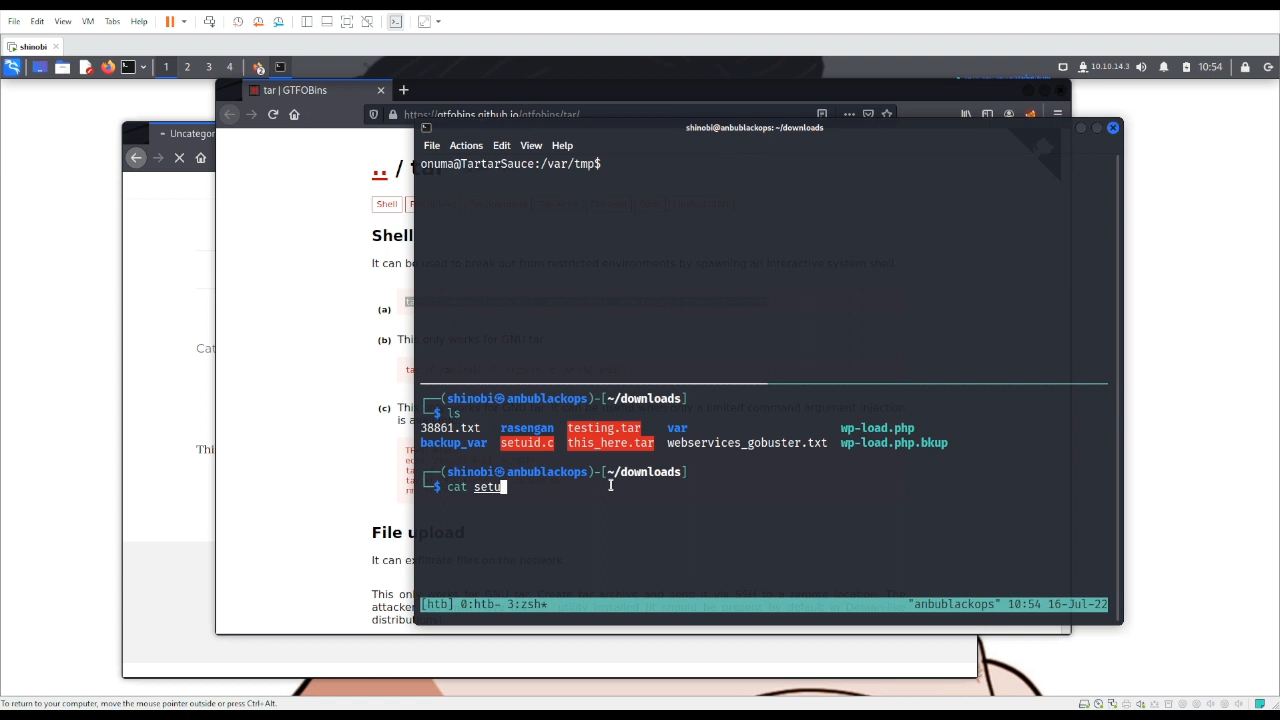 File Edit View VM Tabs Help
shinobi
1 2 3 4 10.10.14.3 10:54
tar | GTFOBins
https://gtfobins.github.io/gtfobins/tar/
Uncategor
shinobi@anbublackops: ~/downloads
File Actions Edit View Help
onuma@TartarSauce:/var/tmp$
.. / tar
Shell
Shell
It can be used to break out from restricted environments by spawning an interactive system shell.
(a)
(b) This only works for GNU tar.
Cat
(c)
Thi
┌──(shinobi㉿anbublackops)-[~/downloads]
└─$ ls
38861.txt rasengan testing.tar var wp-load.php
backup_var setuid.c this_here.tar webservices_gobuster.txt wp-load.php.bkup
┌──(shinobi㉿anbublackops)-[~/downloads]
└─$ cat setu
File upload
It can exfiltrate files on the network.
[htb] 0:htb- 3:zsh* "anbublackops" 10:54 16-Jul-22
To return to your computer, move the mouse pointer outside or press Ctrl+Alt.